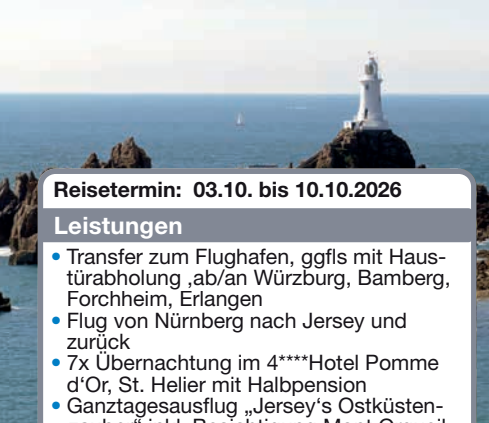 Reisetermin:  03.10. bis 10.10.2026
Leistungen
• Transfer zum Flughafen, ggfls mit Haus-
türabholung ,ab/an Würzburg, Bamberg,
Forchheim, Erlangen
• Flug von Nürnberg nach Jersey und
zurück
• 7x Übernachtung im 4****Hotel Pomme
d‘Or, St. Helier mit Halbpension
• Ganztagesausflug „Jersey‘s Ostküsten-